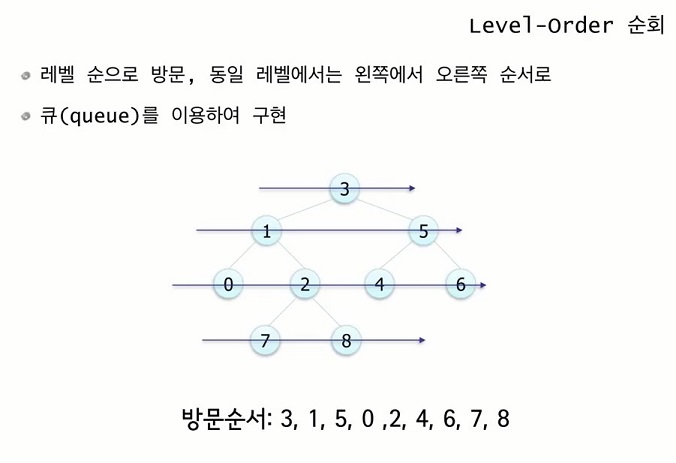 Level-Order 순회
레벨 순으로 방문, 동일 레벨에서는 왼쪽에서 오른쪽 순서로
큐(queue)를 이용하여 구현
3
1 5
0 2 4 6
7 8
방문순서: 3, 1, 5, 0 ,2, 4, 6, 7, 8